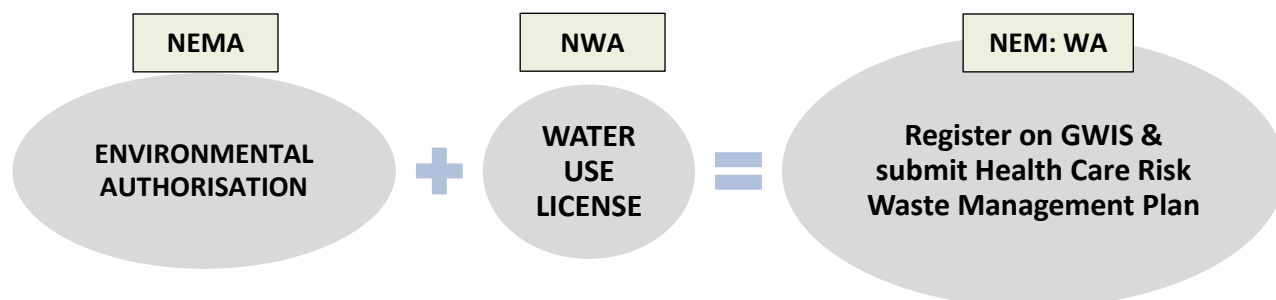 NEMA
ENVIRONMENTAL
AUTHORISATION
NWA
WATER
USE
LICENSE
NEM: WA
Register on GWIS &
submit Health Care Risk
Waste Management Plan